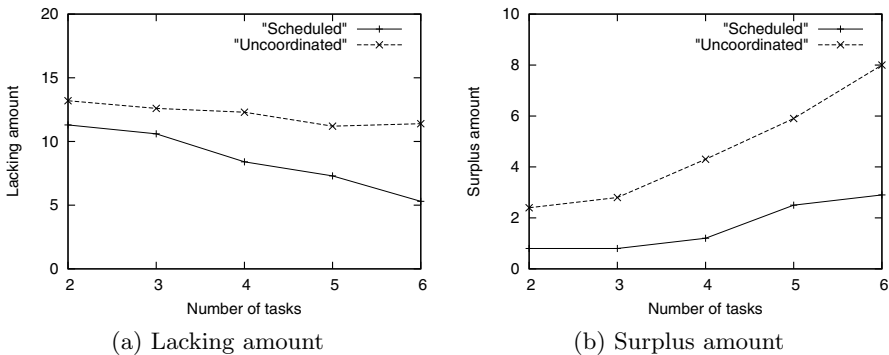 20
15
10
5
0
Lacking amount
"Scheduled"
"Uncoordinated"
2 3 4 5 6
Number of tasks
(a) Lacking amount
10
8
6
4
2
0
Surplus amount
"Scheduled"
"Uncoordinated"
2 3 4 5 6
Number of tasks
(b) Surplus amount